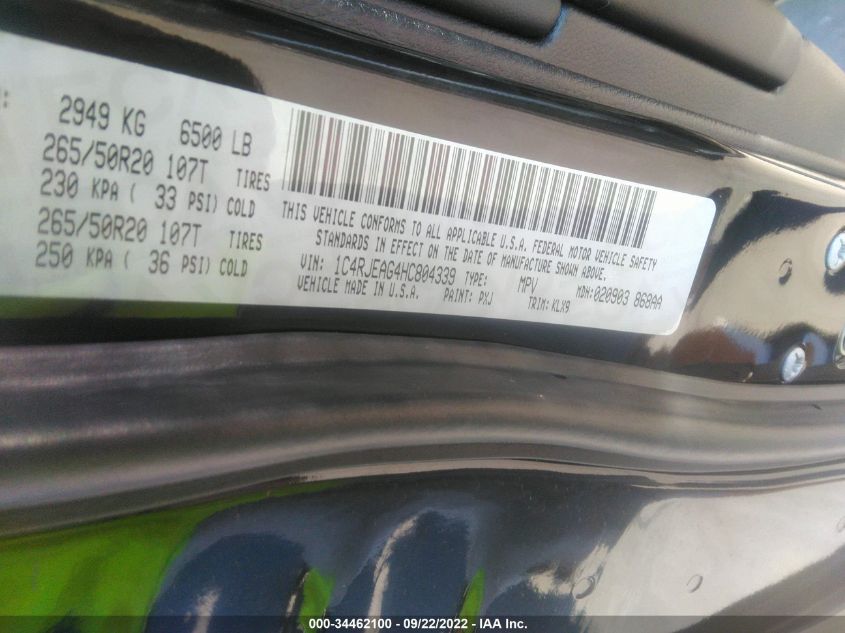 2949 KG 6500 LB
265/50R20 107T TIRES
230 KPA ( 33 PSI) COLD
265/50R20 107T TIRES
250 KPA ( 36 PSI) COLD
THIS VEHICLE CONFORMS TO ALL APPLICABLE U.S.A. FEDERAL MOTOR VEHICLE SAFETY
STANDARDS IN EFFECT ON THE DATE OF MANUFACTURE SHOWN ABOVE.
VIN: 1C4RJEAG4HC804339 TYPE: MPV MDH:020903 868AA
VEHICLE MADE IN U.S.A. PAINT: PXJ TRIM: KLX9
000-34462100 - 09/22/2022 - IAA Inc.